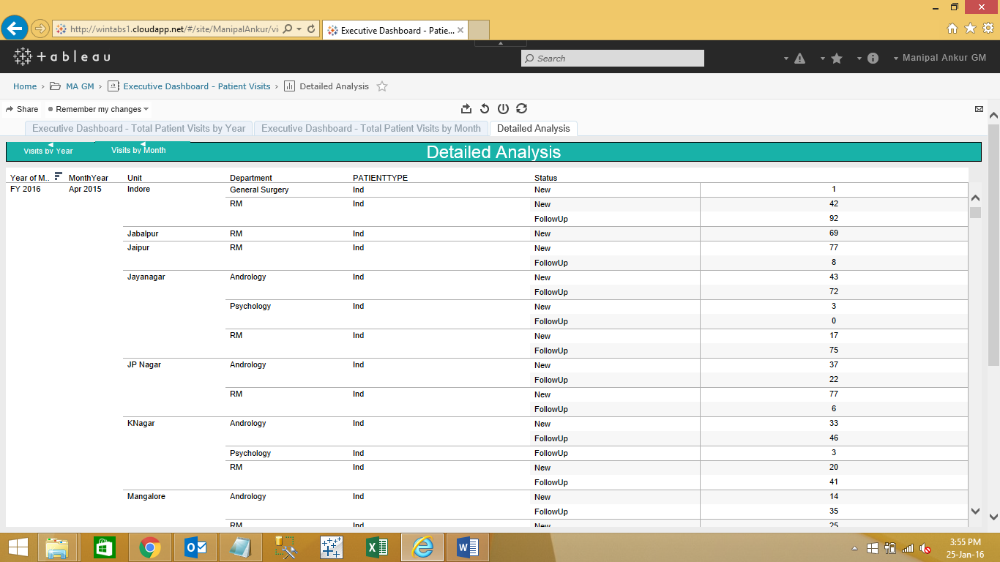 http://wintabs1.cloudapp.net/#/site/ManipalAnkur/vi
Executive Dashboard - Patie...
+ a b | e a u
Search
Manipal Ankur GM
Home › MA GM › Executive Dashboard - Patient Visits › Detailed Analysis
Share Remember my changes
Executive Dashboard - Total Patient Visits by Year Executive Dashboard - Total Patient Visits by Month Detailed Analysis
Visits by Year Visits by Month Detailed Analysis
Year of M.. MonthYear Unit Department PATIENTTYPE Status
FY 2016 Apr 2015 Indore General Surgery Ind New 1
RM Ind New 42
FollowUp 92
Jabalpur RM Ind New 69
Jaipur RM Ind New 77
FollowUp 8
Jayanagar Andrology Ind New 43
FollowUp 72
Psychology Ind New 3
FollowUp 0
RM Ind New 17
FollowUp 75
JP Nagar Andrology Ind New 37
FollowUp 22
RM Ind New 77
FollowUp 6
KNagar Andrology Ind New 33
FollowUp 46
Psychology Ind FollowUp 3
RM Ind New 20
FollowUp 41
Mangalore Andrology Ind New 14
FollowUp 35
RM Ind New 25
3:55 PM
25-Jan-16